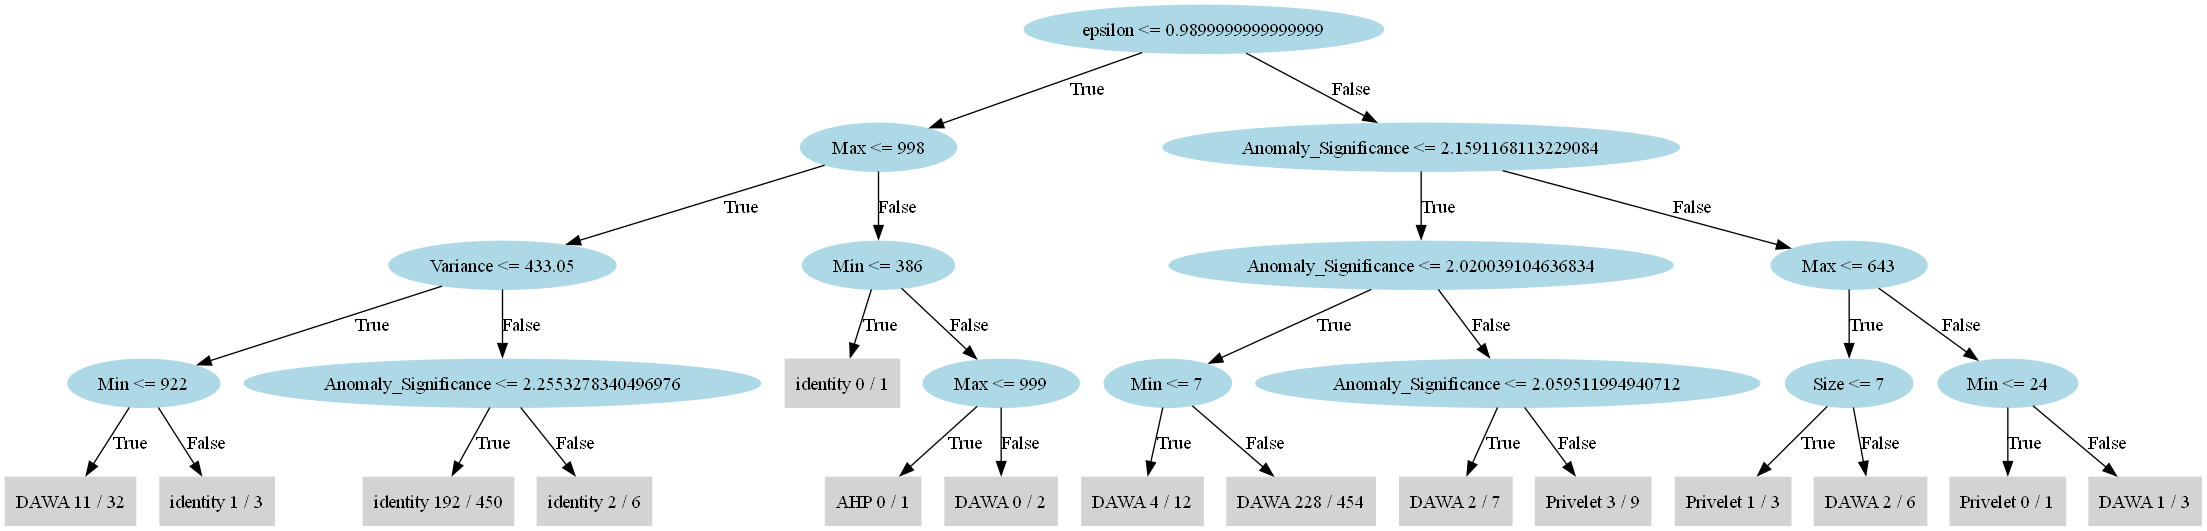 epsilon <= 0.9899999999999999
True
False
Max <= 998
Anomaly_Significance <= 2.1591168113229084
True
False
True
False
Variance <= 433.05
Min <= 386
Anomaly_Significance <= 2.020039104636834
Max <= 643
True
False
True
False
True
False
True
False
Min <= 922
Anomaly_Significance <= 2.2553278340496976
identity 0 / 1
Max <= 999
Min <= 7
Anomaly_Significance <= 2.059511994940712
Size <= 7
Min <= 24
True
False
True
False
True
False
True
False
True
False
True
False
True
False
DAWA 11 / 32
identity 1 / 3
identity 192 / 450
identity 2 / 6
AHP 0 / 1
DAWA 0 / 2
DAWA 4 / 12
DAWA 228 / 454
DAWA 2 / 7
Privelet 3 / 9
Privelet 1 / 3
DAWA 2 / 6
Privelet 0 / 1
DAWA 1 / 3